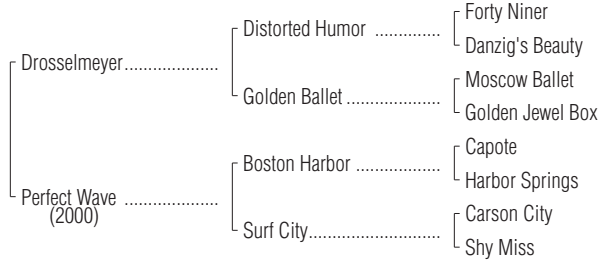 Forty Niner
Distorted Humor ..............
Danzig's Beauty
Drosselmeyer....................
Moscow Ballet
Golden Ballet ....................
Golden Jewel Box
Capote
Boston Harbor ..................
Harbor Springs
Perfect Wave ....................
(2000)
Carson City
Surf City............................
Shy Miss